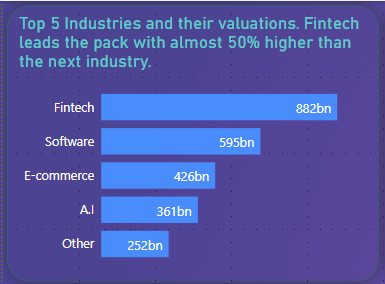 Top 5 Industries and their valuations. Fintech
leads the pack with almost 50% higher than
the next industry.
Fintech 882bn
Software 595bn
E-commerce 426bn
A.I 361bn
Other 252bn